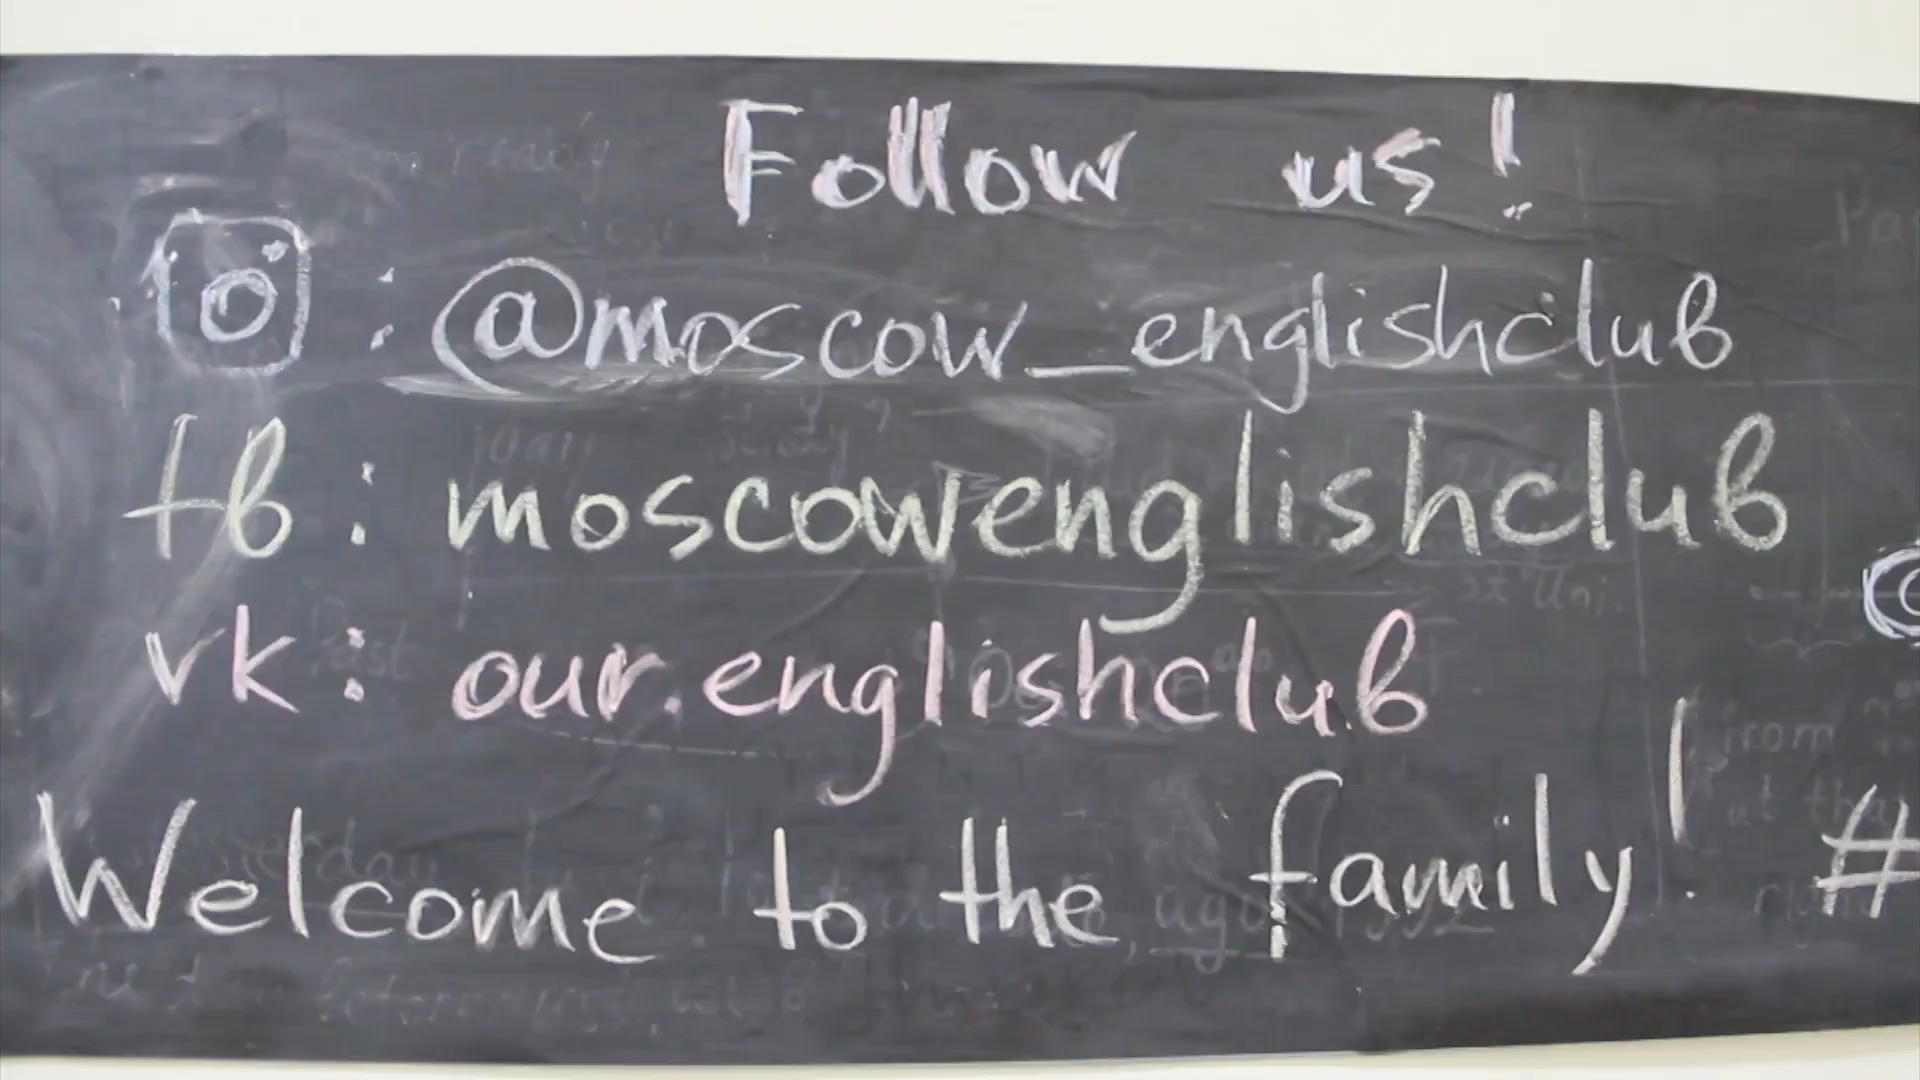 Follow us!
: @moscow_englishclub
fb: moscowenglishclub
vk: our.englishclub
Welcome to the family! #